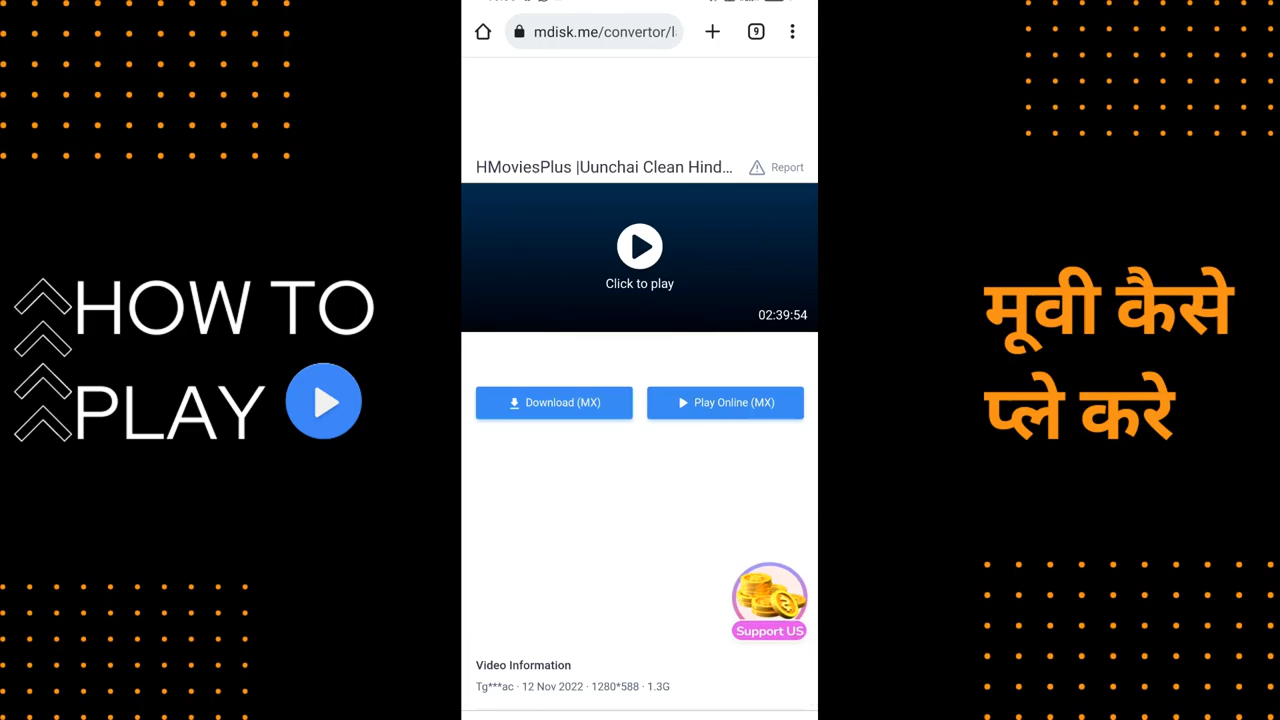 mdisk.me/convertor/l
9
HMoviesPlus |Uunchai Clean Hind...
Report
Click to play
02:39:54
HOW TO
PLAY
मूवी कैसे
प्ले करे
Download (MX)
Play Online (MX)
Support US
Video Information
Tg***ac · 12 Nov 2022 · 1280*588 · 1.3G